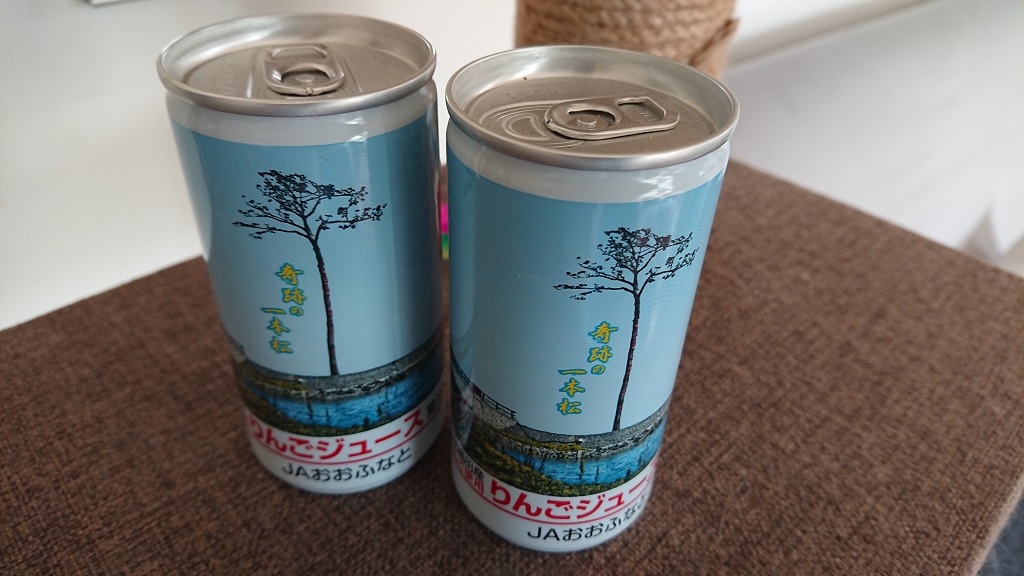 奇跡の
一本松
りんごジュース
JAおおふなと
奇跡の
一本松
りんごジュース
JAおおふなと